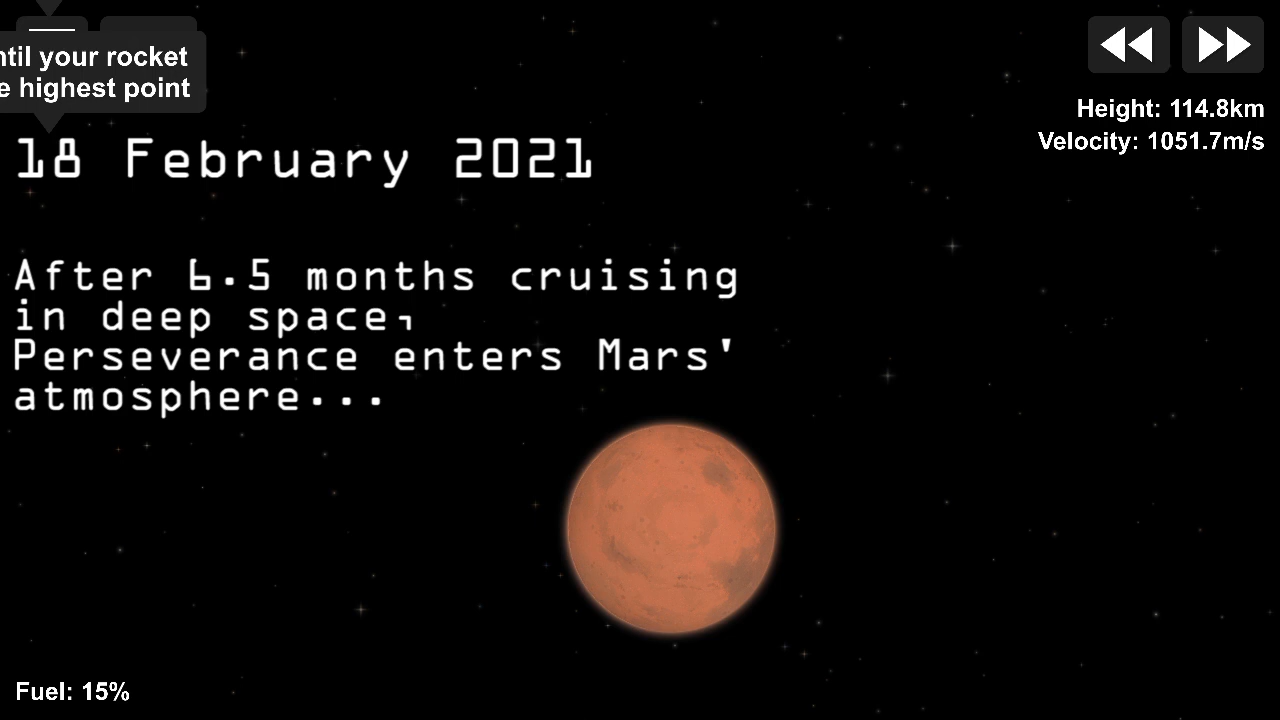 ntil your rocket
e highest point
Height: 114.8km
Velocity: 1051.7m/s
18 February 2021
After 6.5 months cruising
in deep space,
Perseverance enters Mars'
atmosphere...
Fuel: 15%